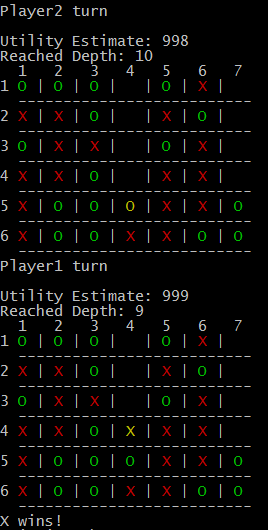 Player2 turn
Utility Estimate: 998
Reached Depth: 10
1 2 3 4 5 6 7
1 O | O | O |   | O | X |
---------------------------
2 X | X | O |   | X | O |
---------------------------
3 O | X | X |   | O | X |
---------------------------
4 X | X | O |   | X | X |
---------------------------
5 X | O | O | O | X | X | O
---------------------------
6 X | O | O | X | X | O | O
---------------------------
Player1 turn
Utility Estimate: 999
Reached Depth: 9
1 2 3 4 5 6 7
1 O | O | O |   | O | X |
---------------------------
2 X | X | O |   | X | O |
---------------------------
3 O | X | X |   | O | X |
---------------------------
4 X | X | O | X | X | X |
---------------------------
5 X | O | O | O | X | X | O
---------------------------
6 X | O | O | X | X | O | O
---------------------------
X wins!